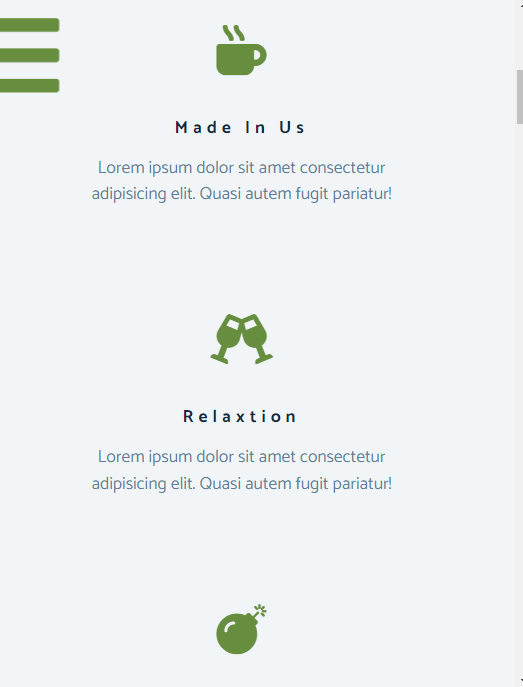 Made In Us
Lorem ipsum dolor sit amet consectetur
adipisicing elit. Quasi autem fugit pariatur!
Relaxtion
Lorem ipsum dolor sit amet consectetur
adipisicing elit. Quasi autem fugit pariatur!